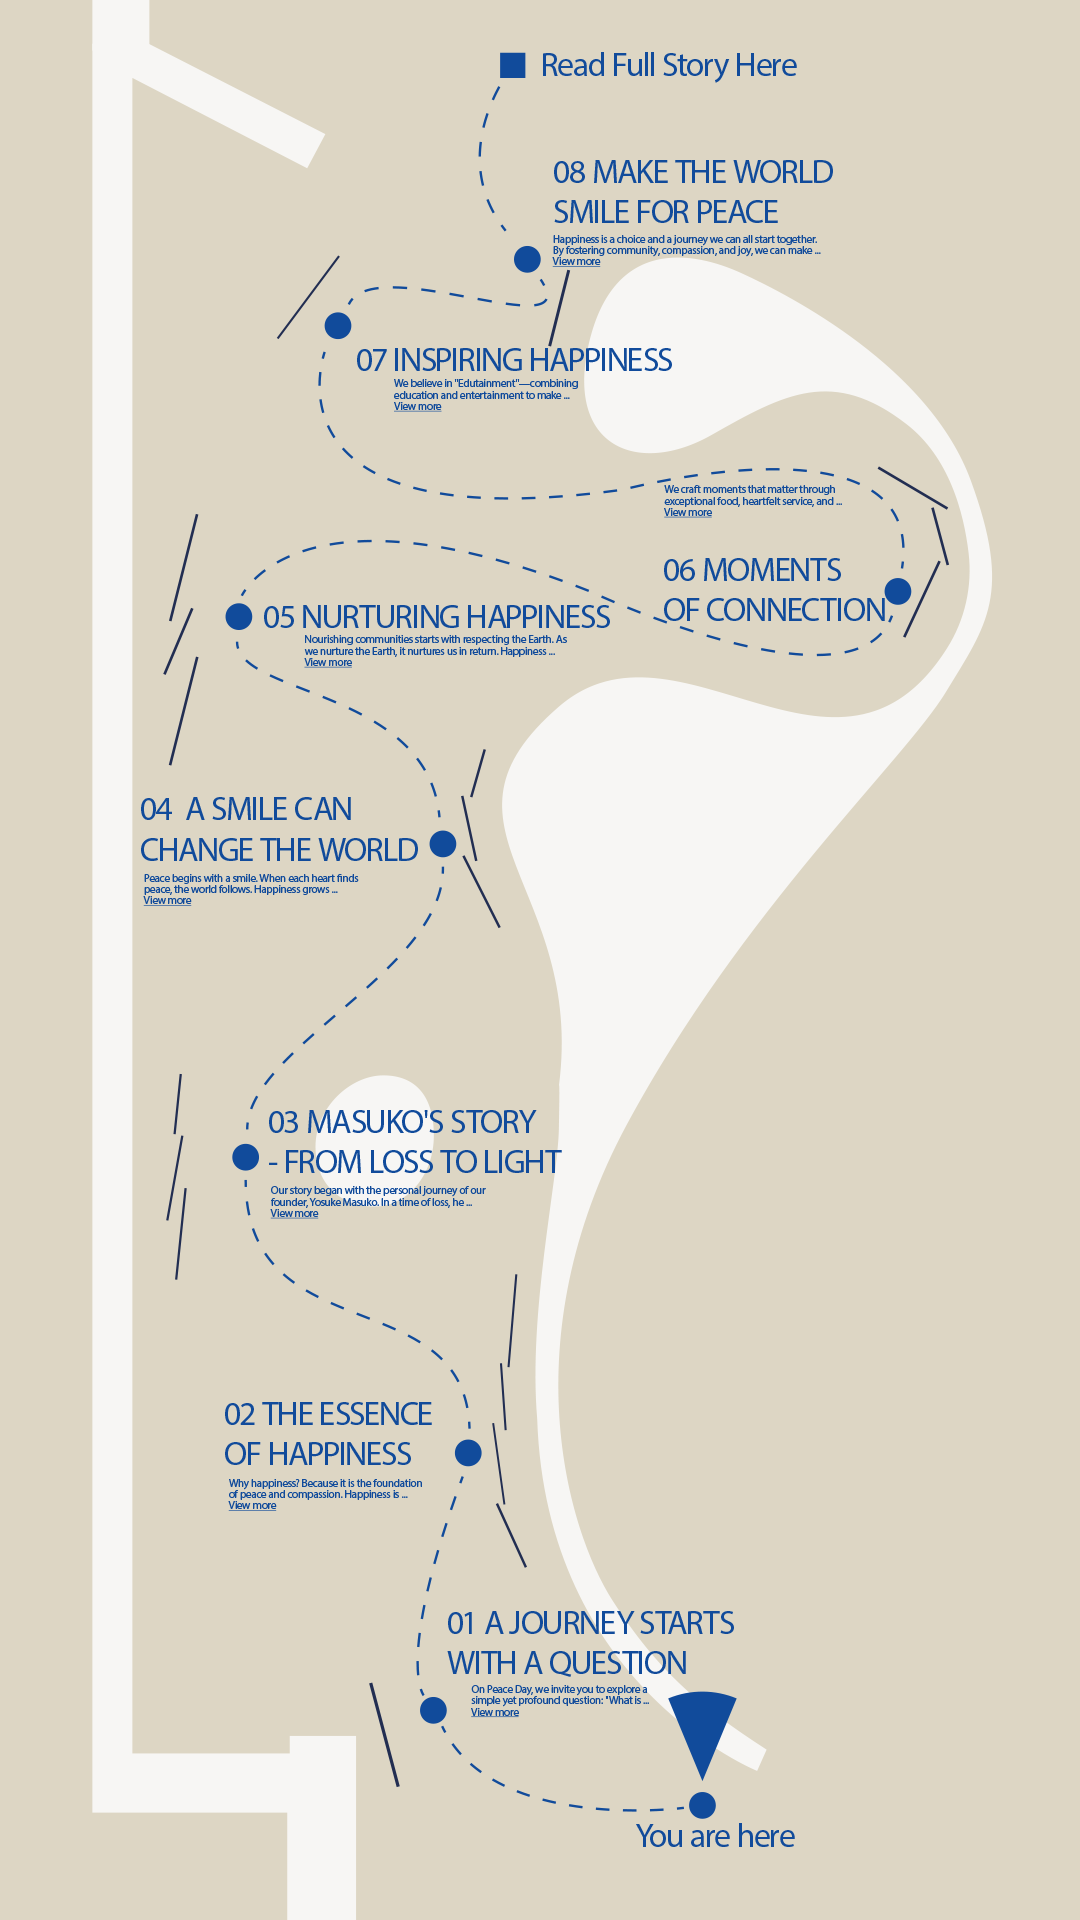 Read Full Story Here
08 MAKE THE WORLD
SMILE FOR PEACE
Happiness is a choice and a journey we can all start together.
By fostering community, compassion, and joy, we can make ...
View more
07 INSPIRING HAPPINESS
We believe in "Edutainment"—combining
education and entertainment to make ...
View more
We craft moments that matter through
exceptional food, heartfelt service, and ...
View more
06 MOMENTS
OF CONNECTION
05 NURTURING HAPPINESS
Nourishing communities starts with respecting the Earth. As
we nurture the Earth, it nurtures us in return. Happiness ...
View more
04 A SMILE CAN
CHANGE THE WORLD
Peace begins with a smile. When each heart finds
peace, the world follows. Happiness grows ...
View more
03 MASUKO'S STORY
- FROM LOSS TO LIGHT
Our story began with the personal journey of our
founder, Yosuke Masuko. In a time of loss, he ...
View more
02 THE ESSENCE
OF HAPPINESS
Why happiness? Because it is the foundation
of peace and compassion. Happiness is ...
View more
01 A JOURNEY STARTS
WITH A QUESTION
On Peace Day, we invite you to explore a
simple yet profound question: "What is ...
View more
You are here